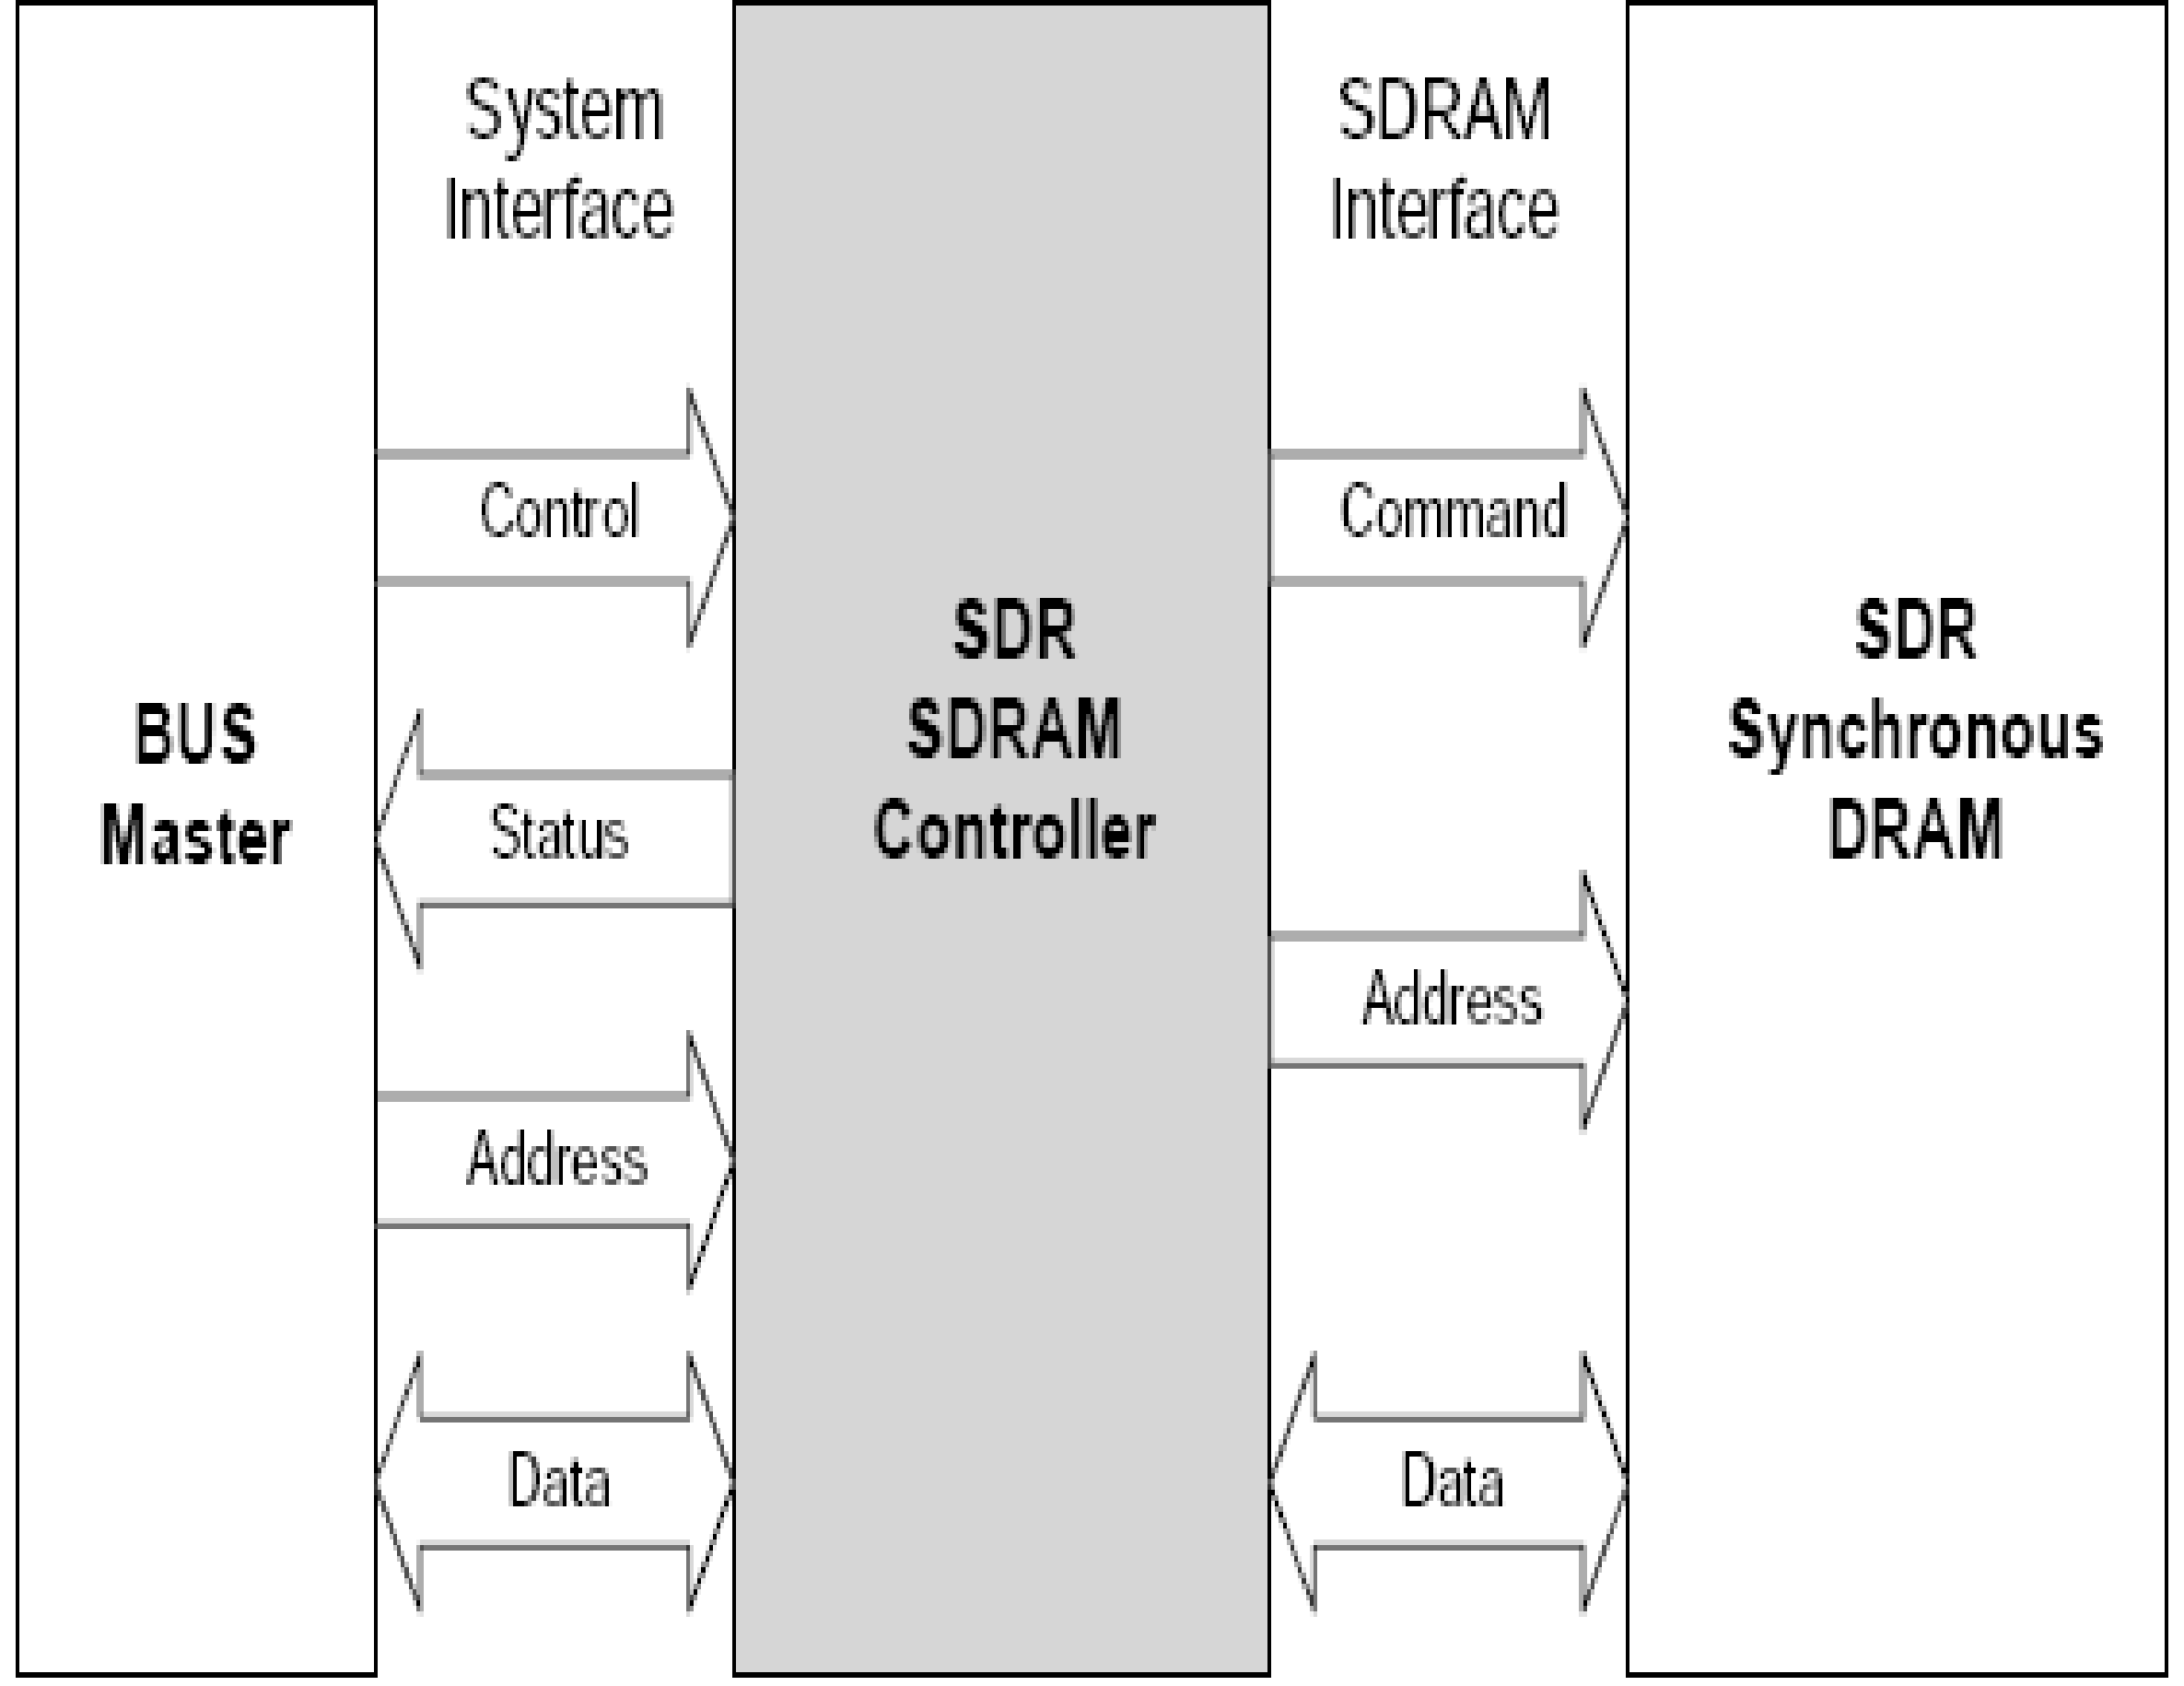 System
Interface
SDRAM
Interface
Control
Command
SDR
SDRAM
Controller
SDR
Synchronous
DRAM
BUS
Master
Status
Address
Address
Data
Data